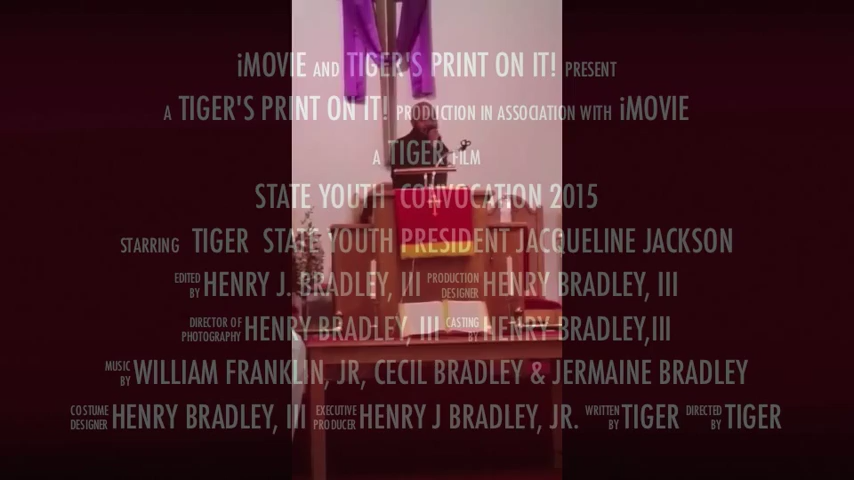 iMOVIE AND TIGER'S PRINT ON IT! PRESENT
A TIGER'S PRINT ON IT! PRODUCTION IN ASSOCIATION WITH iMOVIE
A TIGER FILM
STATE YOUTH CONVOCATION 2015
STARRING TIGER STATE YOUTH PRESIDENT JACQUELINE JACKSON
EDITED BY HENRY J. BRADLEY, III PRODUCTION DESIGNER HENRY BRADLEY, III
DIRECTOR OF PHOTOGRAPHY HENRY BRADLEY, III CASTING BY HENRY BRADLEY,III
MUSIC BY WILLIAM FRANKLIN, JR, CECIL BRADLEY & JERMAINE BRADLEY
COSTUME DESIGNER HENRY BRADLEY, III EXECUTIVE PRODUCER HENRY J BRADLEY, JR. WRITTEN BY TIGER DIRECTED BY TIGER